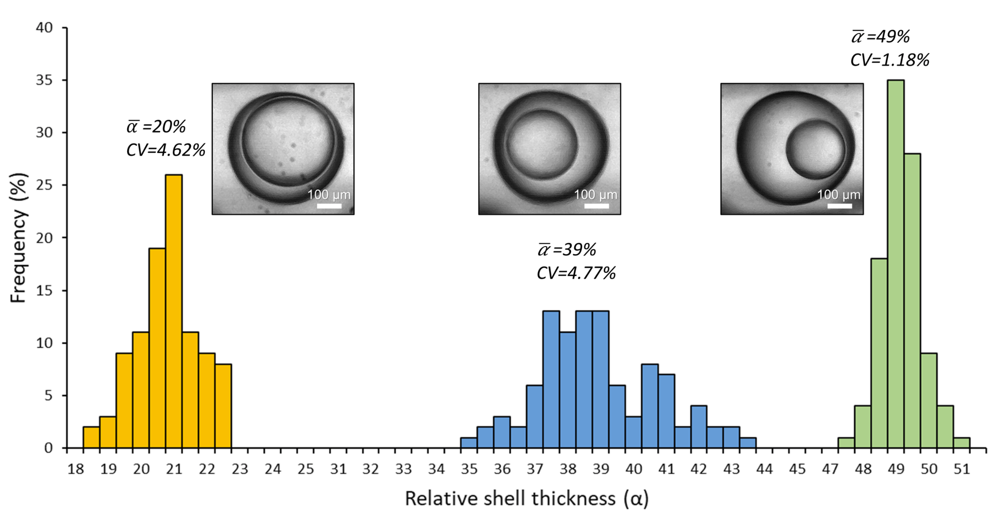 40
35
30
25
20
15
10
5
0
Frequency (%)
α̅ =20%
CV=4.62%
100 µm
100 µm
α̅ =39%
CV=4.77%
100 µm
α̅ =49%
CV=1.18%
18 19 20 21 22 23 24 25 31 32 33 34 35 36 37 38 39 40 41 42 43 44 45 47 48 49 50 51
Relative shell thickness (α)